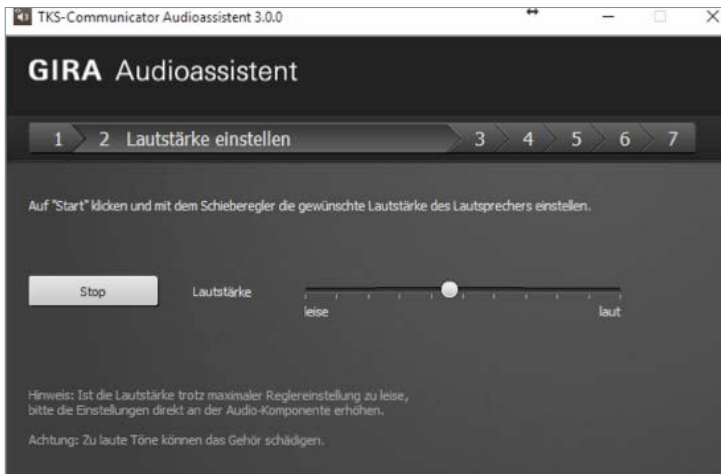 TKS-Communicator Audioassistent 3.0.0
GIRA Audioassistent
1 2 Lautstärke einstellen 3 4 5 6 7
Auf "Start" klicken und mit dem Schieberegler die gewünschte Lautstärke des Lautsprechers einstellen.
Stop Lautstärke
leise laut
Hinweis: Ist die Lautstärke trotz maximaler Reglereinstellung zu leise,
bitte die Einstellungen direkt an der Audio-Komponente erhöhen.
Achtung: Zu laute Töne können das Gehör schädigen.